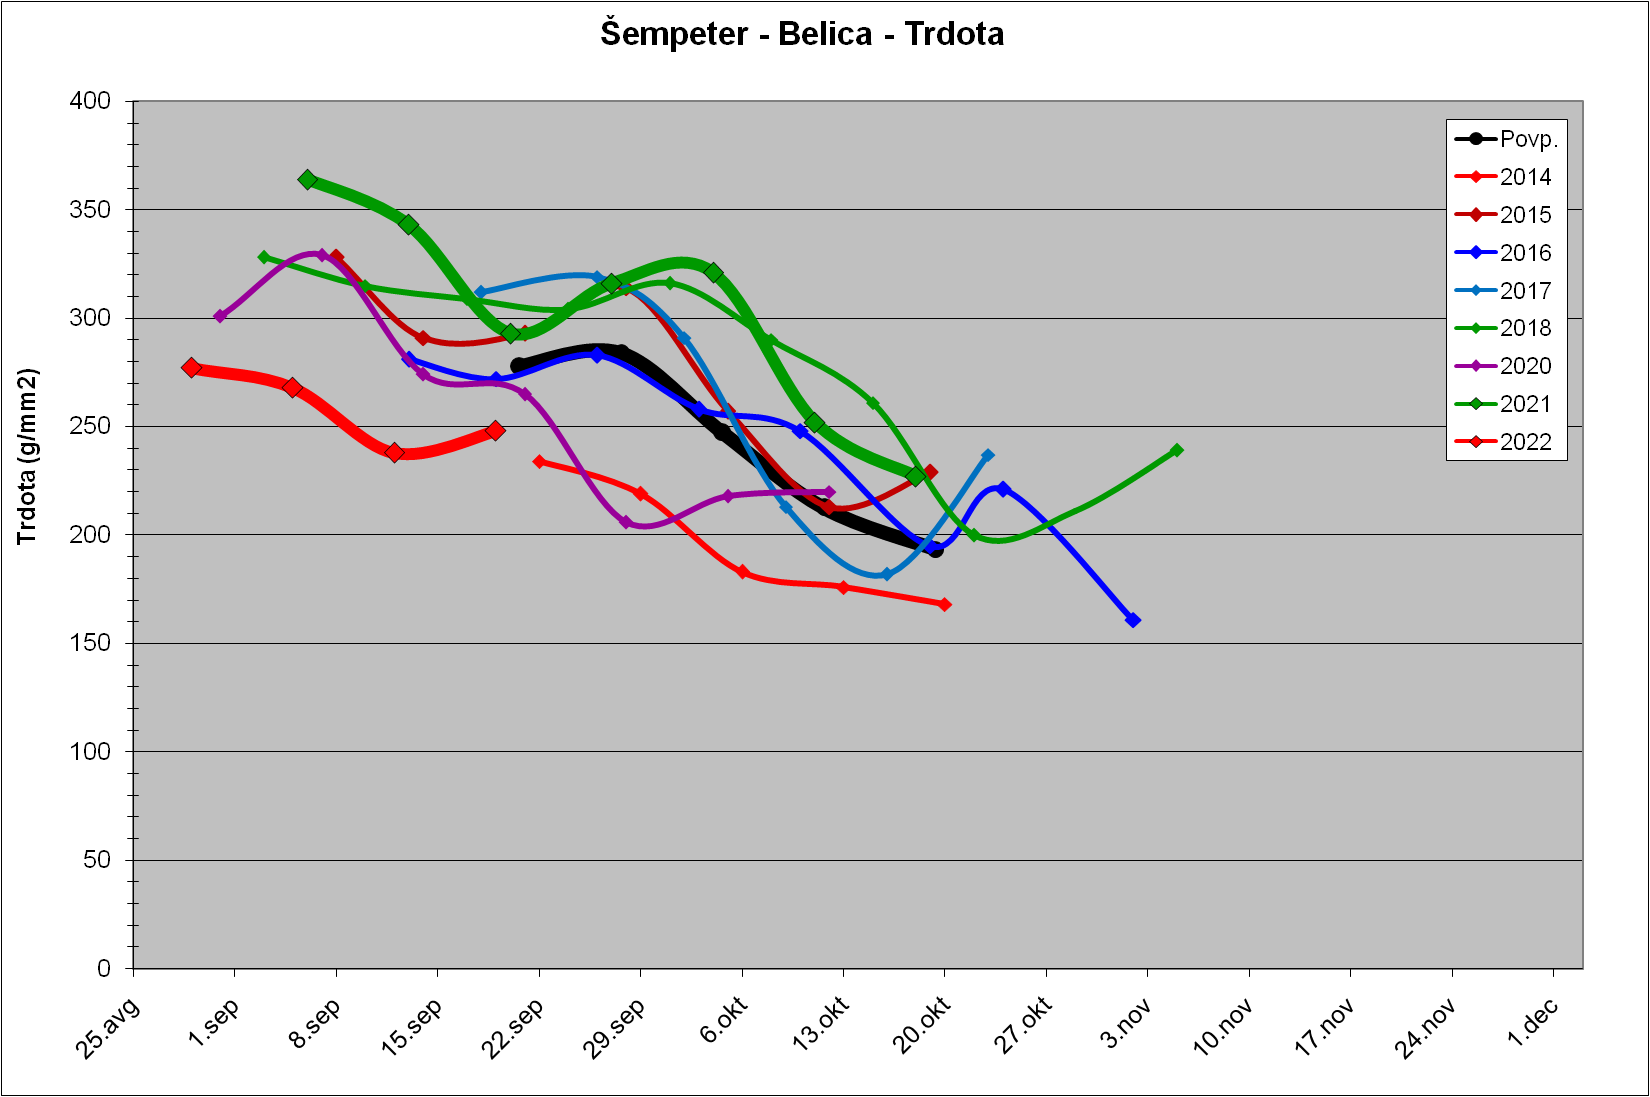 Šempeter - Belica - Trdota
Trdota (g/mm2)
400
350
300
250
200
150
100
50
0
25.avg
1.sep
8.sep
15.sep
22.sep
29.sep
6.okt
13.okt
20.okt
27.okt
3.nov
10.nov
17.nov
24.nov
1.dec
Povp.
2014
2015
2016
2017
2018
2020
2021
2022